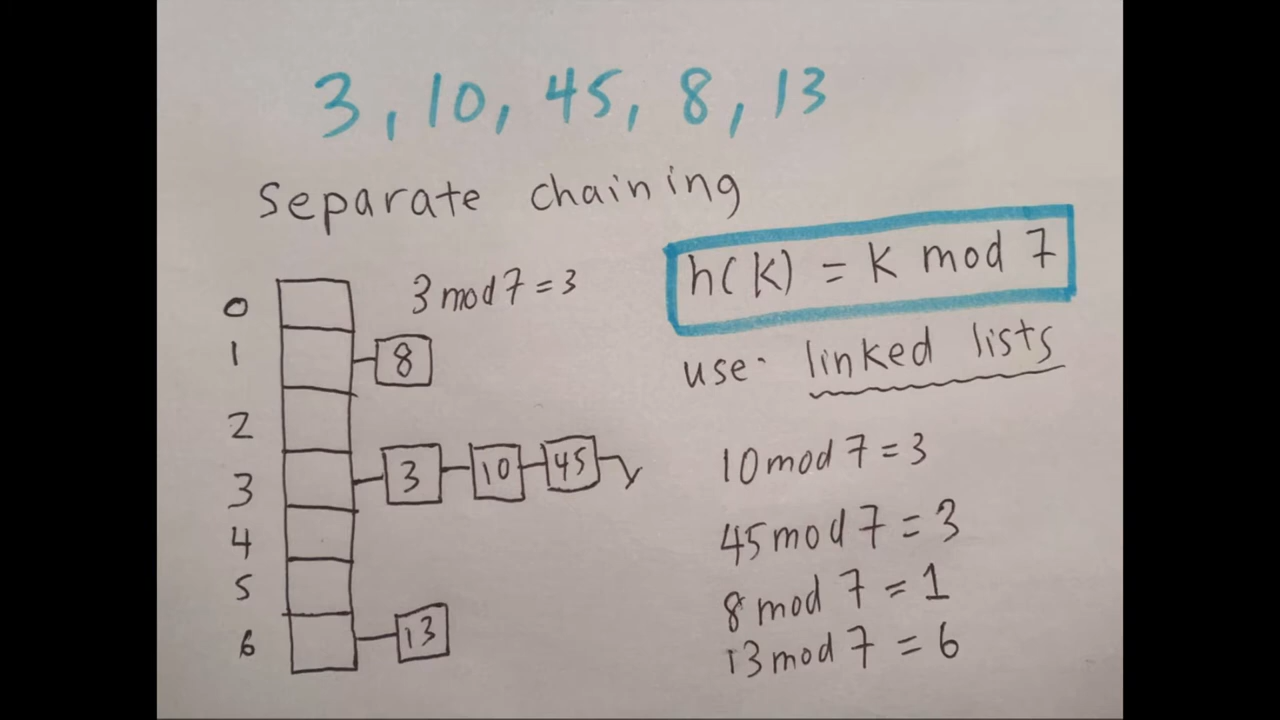 3, 10, 45, 8, 13
Separate chaining
h(k) = k mod 7
3 mod 7 = 3
use linked lists
0
1
8
2
3
3
10
45
4
5
6
13
10 mod 7 = 3
45 mod 7 = 3
8 mod 7 = 1
13 mod 7 = 6